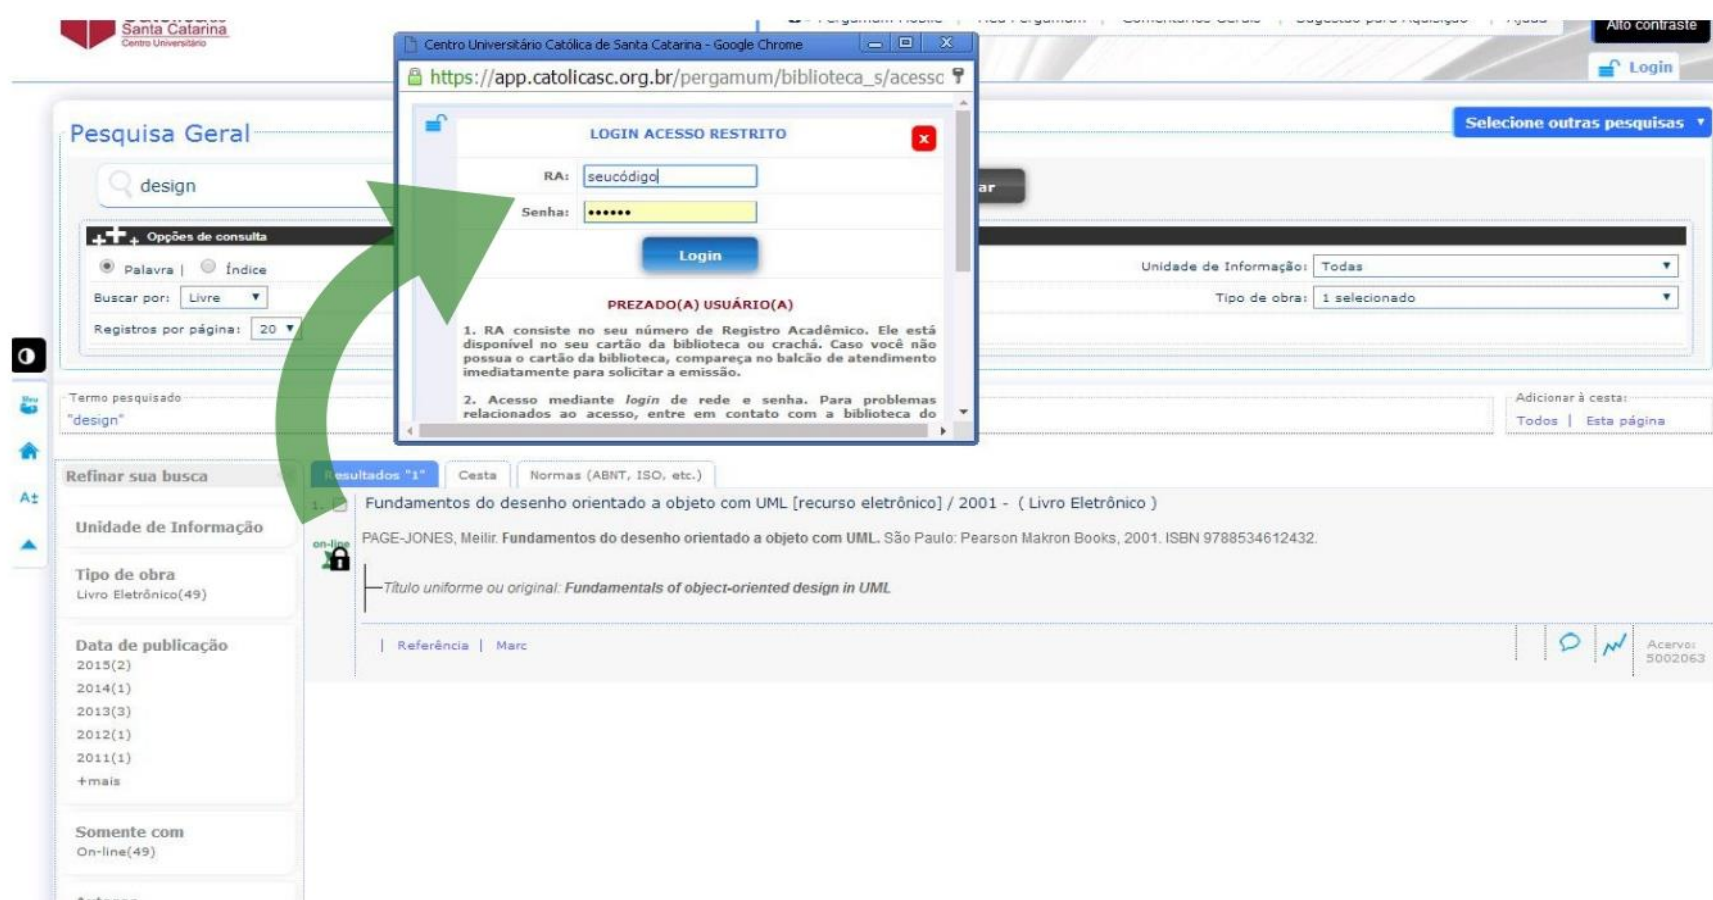 Santa Catarina
Centro Universitário
Alto contraste
Login
Centro Universitário Católica de Santa Catarina - Google Chrome
https://app.catolicasc.org.br/pergamum/biblioteca_s/acesso
LOGIN ACESSO RESTRITO
x
RA: seucódigo
Senha: ••••••
Login
PREZADO(A) USUÁRIO(A)
1. RA consiste no seu número de Registro Acadêmico. Ele está
disponível no seu cartão da biblioteca ou crachá. Caso você não
possua o cartão da biblioteca, compareça no balcão de atendimento
imediatamente para solicitar a emissão.
2. Acesso mediante login de rede e senha. Para problemas
relacionados ao acesso, entre em contato com a biblioteca do
Pesquisa Geral
Selecione outras pesquisas
design
ar
Opções de consulta
Palavra | Índice
Unidade de Informação: Todas
Buscar por: Livre
Tipo de obra: 1 selecionado
Registros por página: 20
Termo pesquisado
"design"
Adicionar à cesta:
Todos | Esta página
Meu
A±
Refinar sua busca
Unidade de Informação
Tipo de obra
Livro Eletrônico(49)
Data de publicação
2015(2)
2014(1)
2013(3)
2012(1)
2011(1)
+mais
Somente com
On-line(49)
Resultados "1"
Cesta
Normas (ABNT, ISO, etc.)
1. Fundamentos do desenho orientado a objeto com UML [recurso eletrônico] / 2001 - ( Livro Eletrônico )
on-line
PAGE-JONES, Meilir. Fundamentos do desenho orientado a objeto com UML. São Paulo: Pearson Makron Books, 2001. ISBN 9788534612432.
Título uniforme ou original: Fundamentals of object-oriented design in UML
| Referência | Marc
Acervo:
5002063